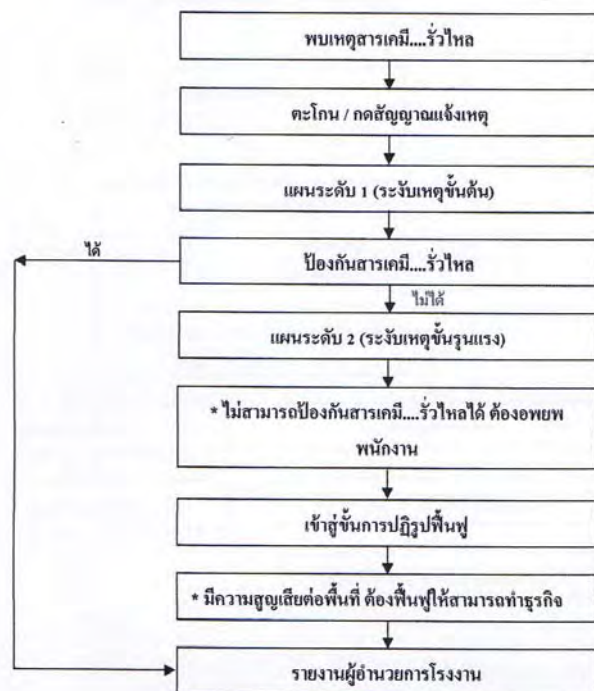 พบเหตุสารเคมี....รั่วไหล
ตะโกน / กดสัญญาณแจ้งเหตุ
แผนระดับ 1 (ระงับเหตุขั้นต้น)
ได้
ป้องกันสารเคมี....รั่วไหล
ไม่ได้
แผนระดับ 2 (ระงับเหตุขั้นรุนแรง)
* ไม่สามารถป้องกันสารเคมี....รั่วไหลได้ ต้องอพยพ
พนักงาน
เข้าสู่ขั้นการปฏิรูปฟื้นฟู
* มีความสูญเสียต่อพื้นที่ ต้องฟื้นฟูให้สามารถทำธุรกิจ
รายงานผู้อำนวยการโรงงาน